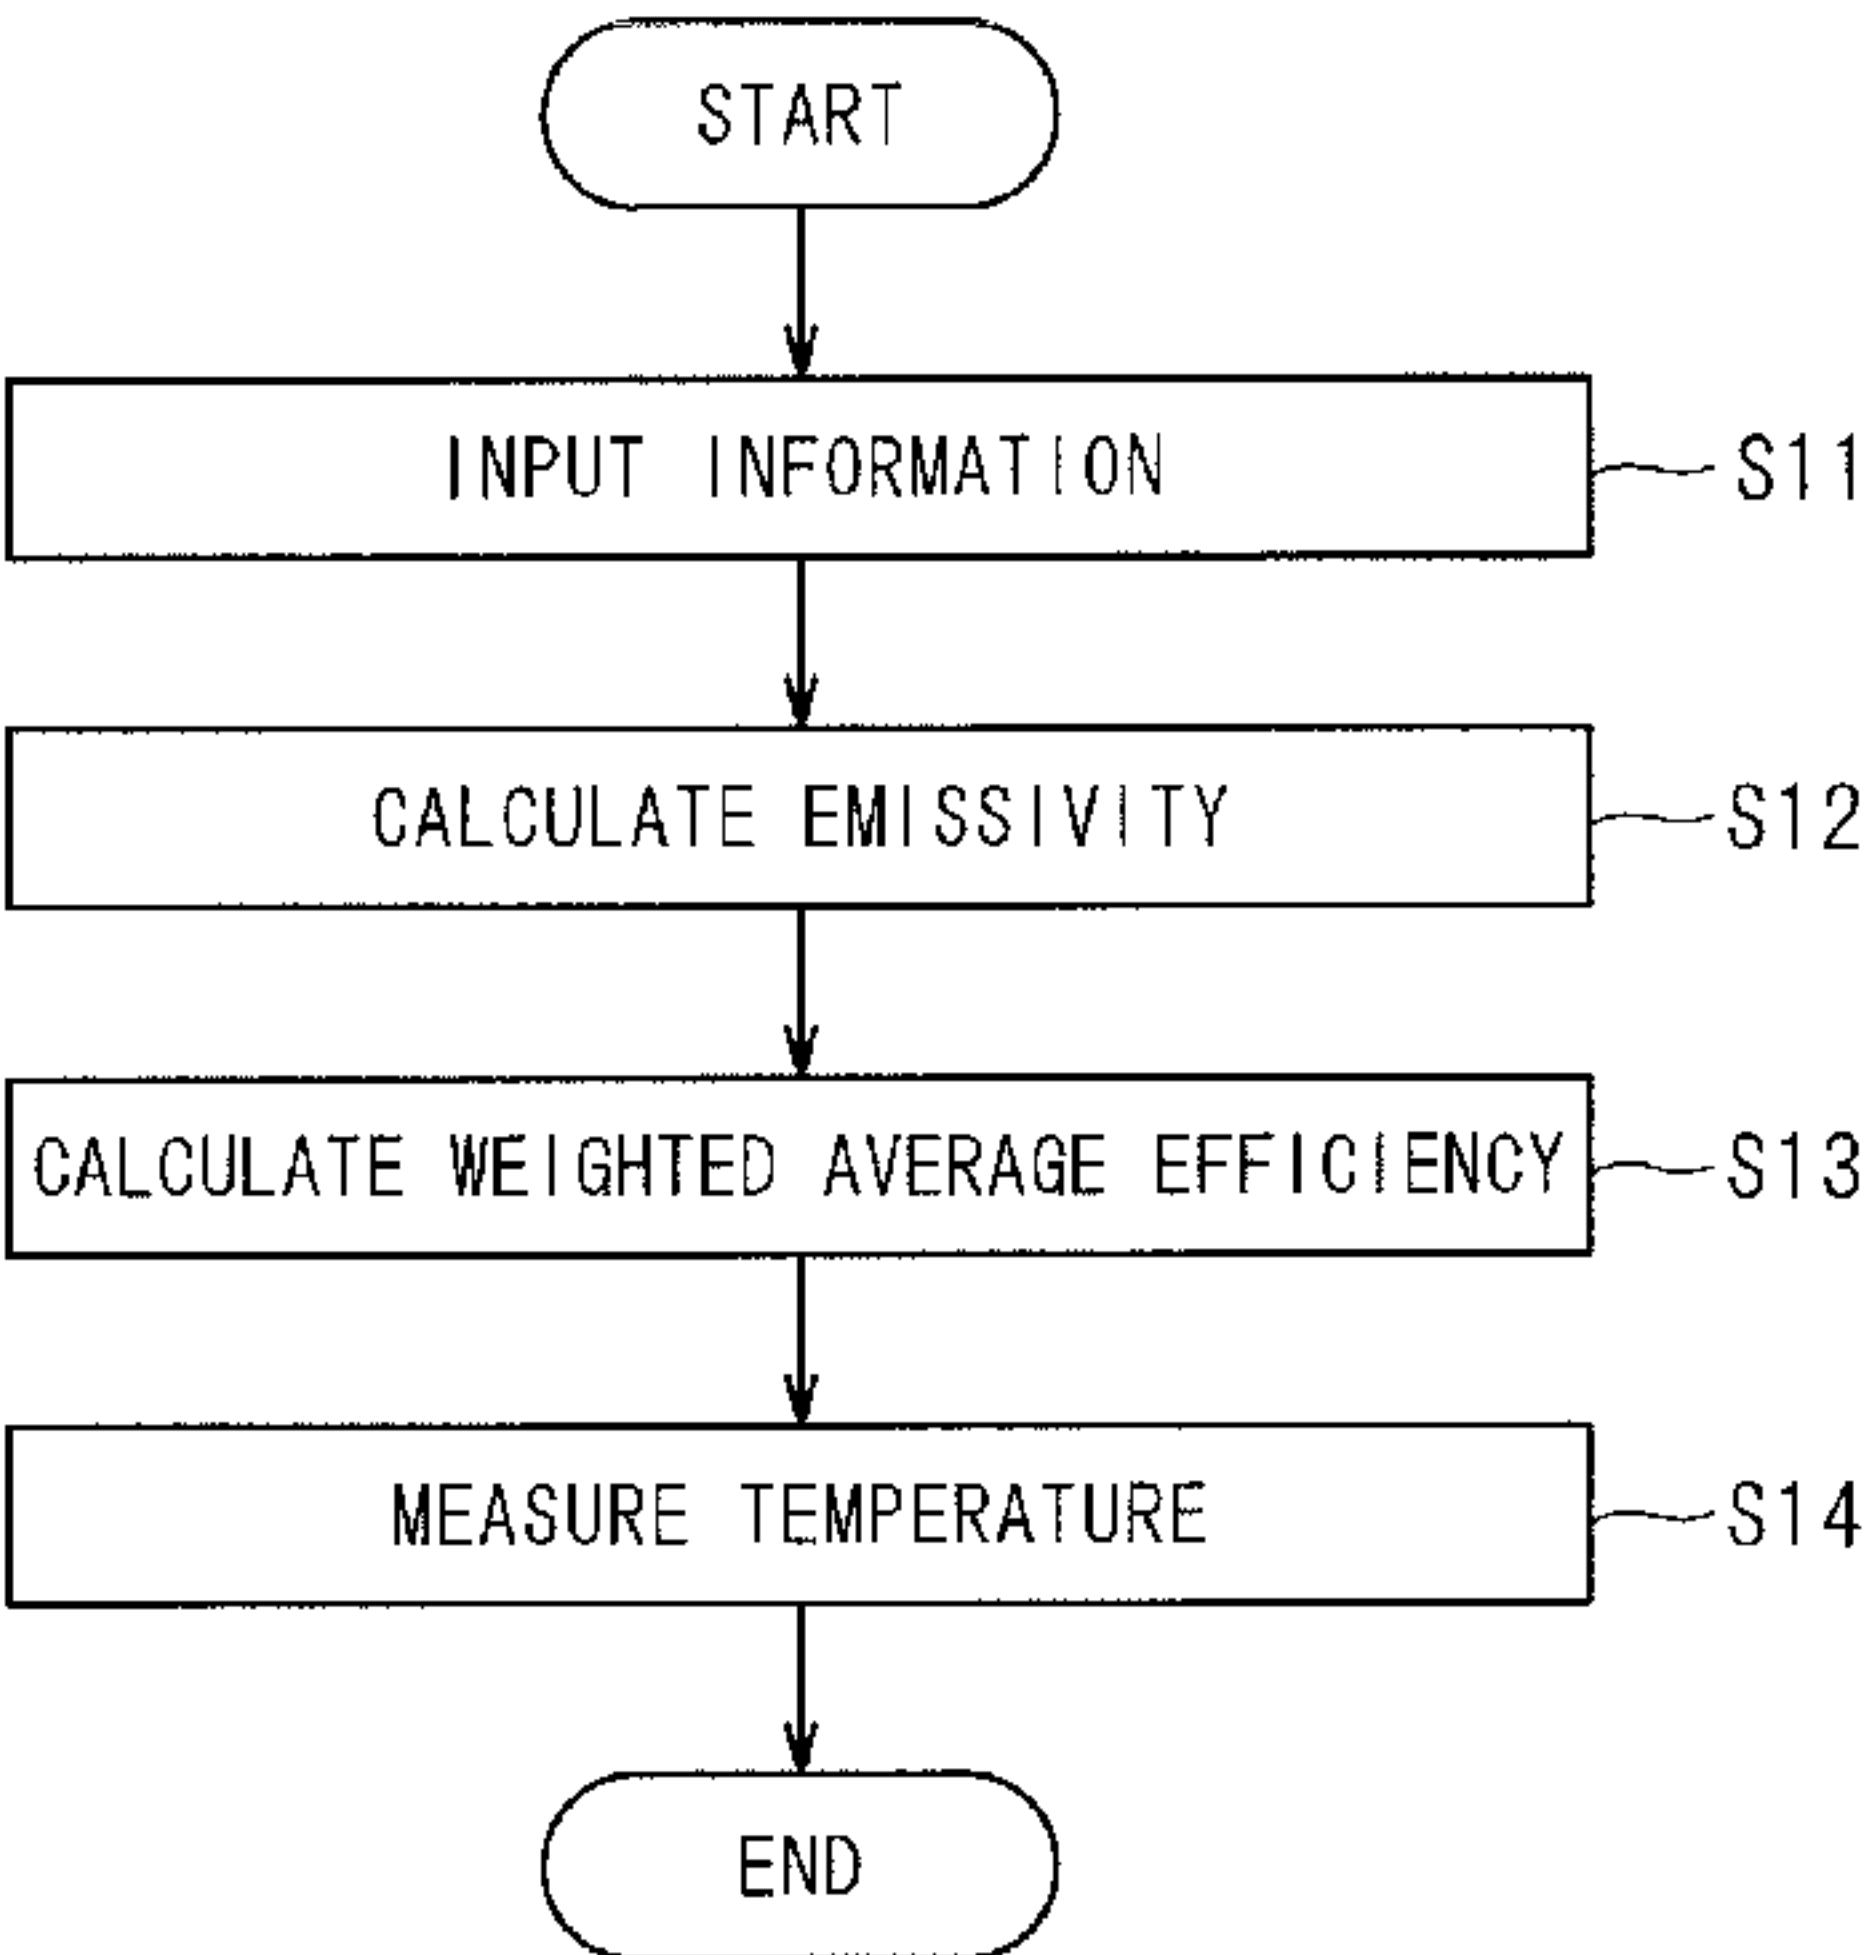 START
INPUT INFORMATION
S11
CALCULATE EMISSIVITY
S12
CALCULATE WEIGHTED AVERAGE EFFICIENCY
S13
MEASURE TEMPERATURE
S14
END